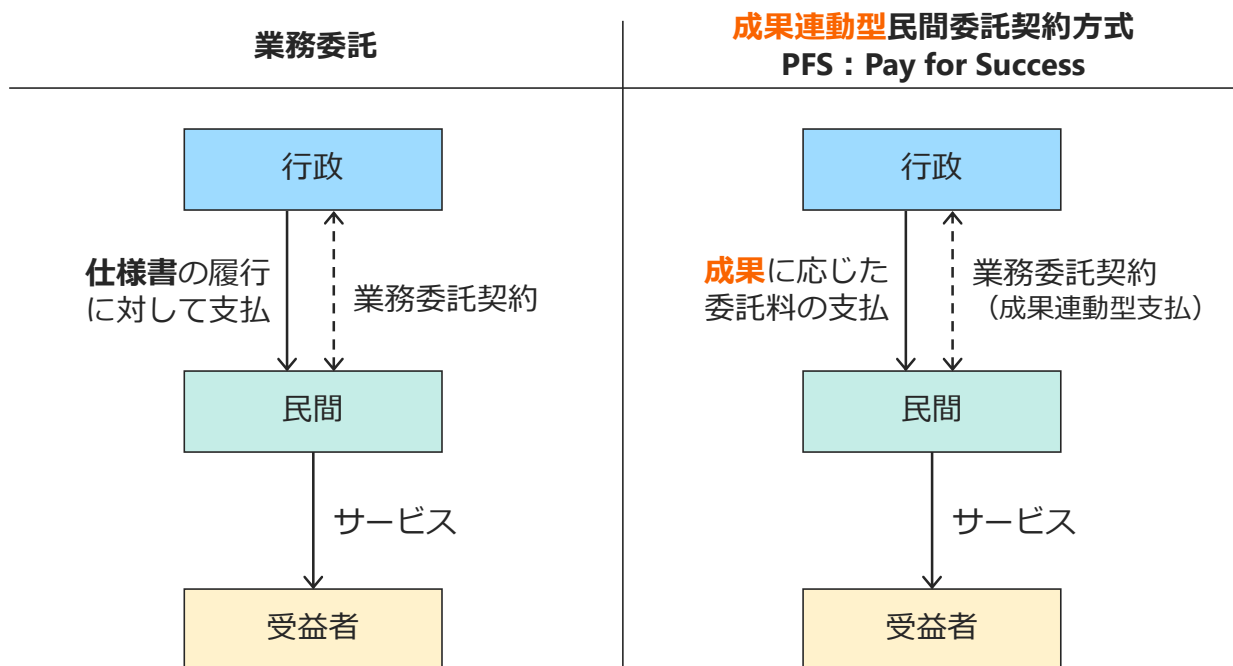 業務委託
行政
仕様書の履行
に対して支払
業務委託契約
民間
サービス
受益者
成果連動型民間委託契約方式
PFS：Pay for Success
行政
成果に応じた
委託料の支払
業務委託契約
（成果連動型支払）
民間
サービス
受益者